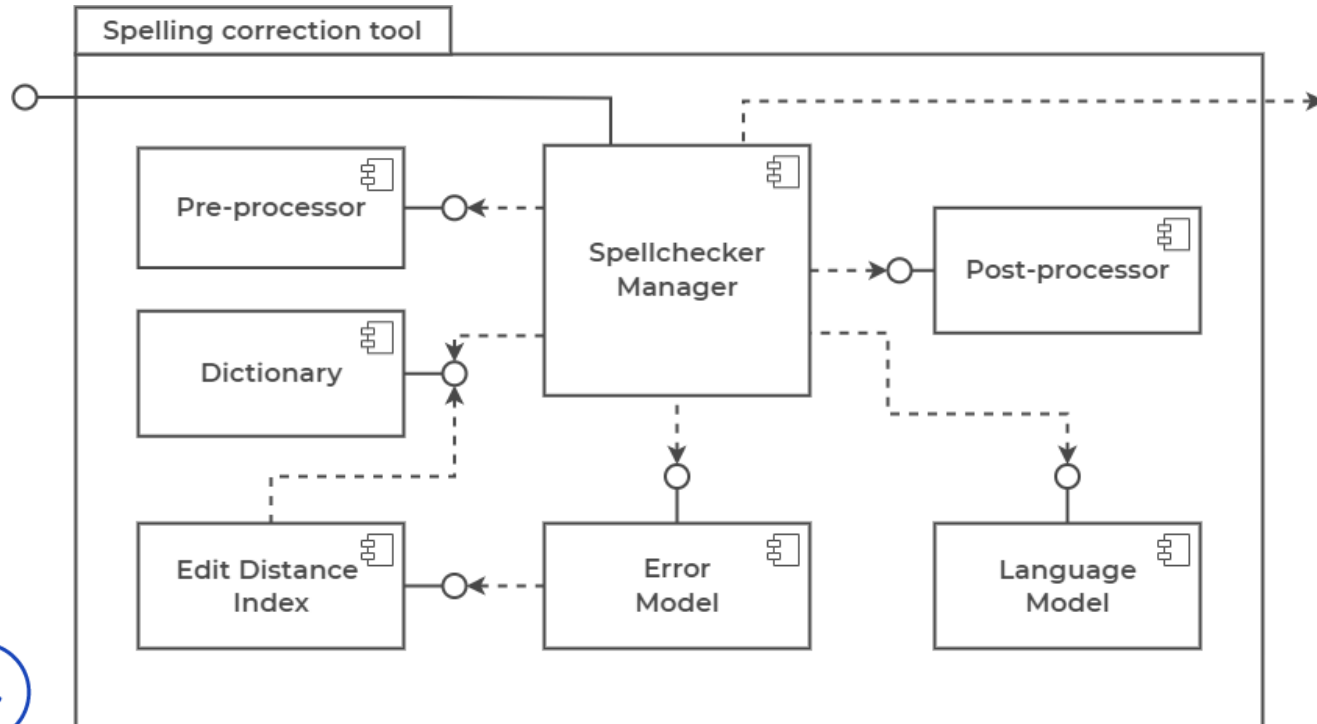 Spelling correction tool
Pre-processor
Spellchecker
Manager
Post-processor
Dictionary
Edit Distance
Index
Error
Model
Language
Model